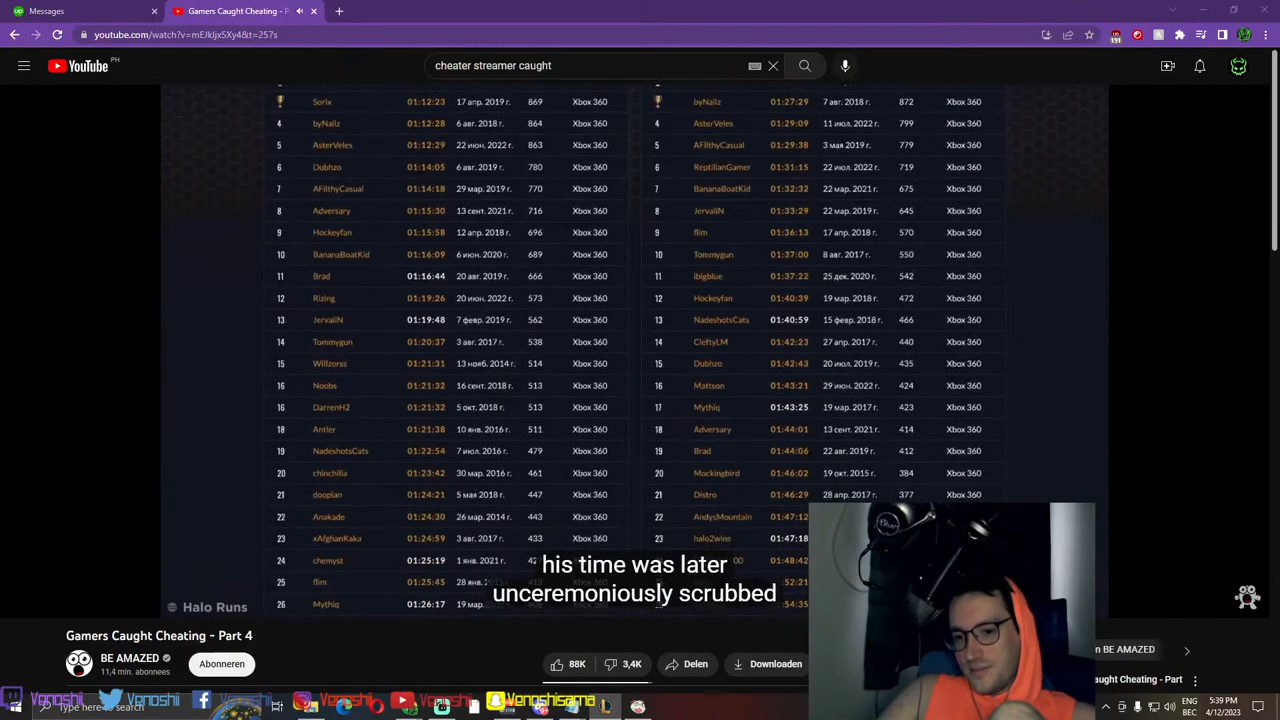 Messages
Gamers Caught Cheating - P
youtube.com/watch?v=mEJkIjxSXy4&t=257s
191
YouTube PH
cheater streamer caught
Sorix 01:12:23 17 апр. 2019 г. 869 Xbox 360
4 byNailz 01:12:28 6 авг. 2018 г. 864 Xbox 360
5 AsterVeles 01:12:29 22 июн. 2022 г. 863 Xbox 360
6 Dubhzo 01:14:05 6 авг. 2019 г. 780 Xbox 360
7 AFilthyCasual 01:14:18 29 мар. 2019 г. 770 Xbox 360
8 Adversary 01:15:30 13 сент. 2021 г. 716 Xbox 360
9 Hockeyfan 01:15:58 12 апр. 2018 г. 696 Xbox 360
10 BananaBoatKid 01:16:09 6 июн. 2020 г. 689 Xbox 360
11 Brad 01:16:44 20 авг. 2019 г. 666 Xbox 360
12 Rizing 01:19:26 20 июн. 2022 г. 573 Xbox 360
13 JervaliN 01:19:48 7 февр. 2019 г. 562 Xbox 360
14 Tommygun 01:20:37 3 авг. 2017 г. 538 Xbox 360
15 Willzorss 01:21:31 13 нояб. 2014 г. 514 Xbox 360
16 Noobs 01:21:32 16 сент. 2018 г. 513 Xbox 360
16 DarrenH2 01:21:32 5 окт. 2018 г. 513 Xbox 360
18 Antler 01:21:38 10 янв. 2016 г. 511 Xbox 360
19 NadeshotsCats 01:22:54 7 июл. 2016 г. 479 Xbox 360
20 chinchilla 01:23:42 30 мар. 2016 г. 461 Xbox 360
21 dooplan 01:24:21 5 мая 2018 г. 447 Xbox 360
22 Anakade 01:24:30 26 мар. 2014 г. 443 Xbox 360
23 xAfghanKaka 01:24:59 3 авг. 2017 г. 433 Xbox 360
24 chemyst 01:25:19 1 янв. 2021 г.
25 flim 01:25:45 28 янв.
26 Mythiq 01:26:17 19 мар.
byNailz 01:27:29 7 авг. 2018 г. 872 Xbox 360
4 AsterVeles 01:29:09 11 июл. 2022 г. 799 Xbox 360
5 AFilthyCasual 01:29:38 3 мая 2019 г. 779 Xbox 360
6 ReptilianGamer 01:31:15 22 июл. 2022 г. 719 Xbox 360
7 BananaBoatKid 01:32:32 22 мар. 2021 г. 675 Xbox 360
8 JervaliN 01:33:29 22 мар. 2019 г. 645 Xbox 360
9 flim 01:36:13 17 апр. 2018 г. 570 Xbox 360
10 Tommygun 01:37:00 8 авг. 2017 г. 550 Xbox 360
11 ibigblue 01:37:22 25 дек. 2020 г. 542 Xbox 360
12 Hockeyfan 01:40:39 19 мар. 2018 г. 472 Xbox 360
13 NadeshotsCats 01:40:59 15 февр. 2018 г. 466 Xbox 360
14 CleftyLM 01:42:23 27 апр. 2017 г. 440 Xbox 360
15 Dubhzo 01:42:43 20 июл. 2019 г. 435 Xbox 360
16 Mattson 01:43:21 29 июн. 2022 г. 424 Xbox 360
17 Mythiq 01:43:25 19 мар. 2017 г. 423 Xbox 360
18 Adversary 01:44:01 13 сент. 2021 г. 414 Xbox 360
19 Brad 01:44:06 22 авг. 2019 г. 412 Xbox 360
20 Mockingbird 01:46:02 19 окт. 2015 г. 384 Xbox 360
21 Distro 01:46:29 28 апр. 2017 г. 377 Xbox 360
22 AndysMountain 01:47:12
23 halo2wins 01:47:18
his time was later
unceremoniously scrubbed
Halo Runs
Gamers Caught Cheating - Part 4
BE AMAZED
11,4 mln. abonnees
Abonneren
88K
3,4K
Delen
Downloaden
BE AMAZED
Caught Cheating - Part
Venoshii Venoshii Venoshii Venoshii Venoshii Venoshisama
Type here to search
Blue
5:39 PM
BEC 4/12/2023